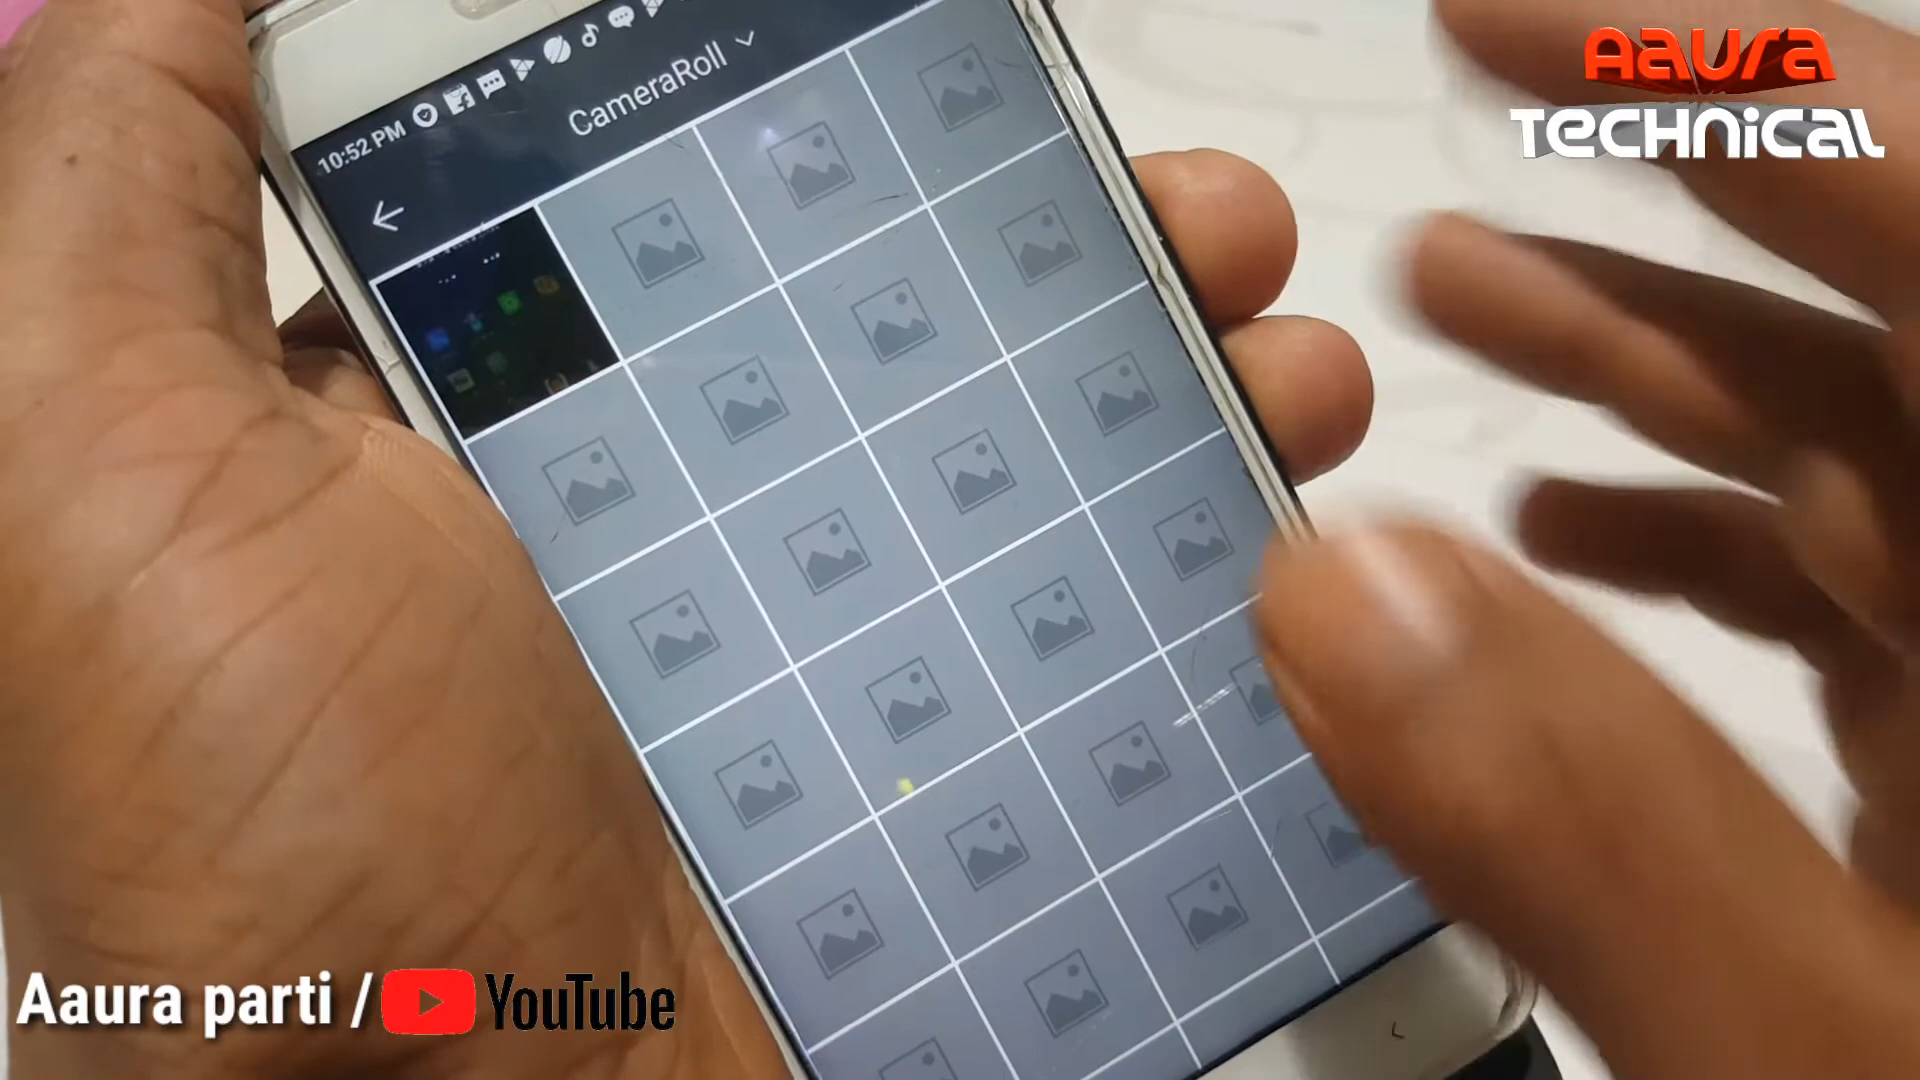 Aaura
TECHNICAL
10:52 PM
CameraRoll
Aaura parti / YouTube